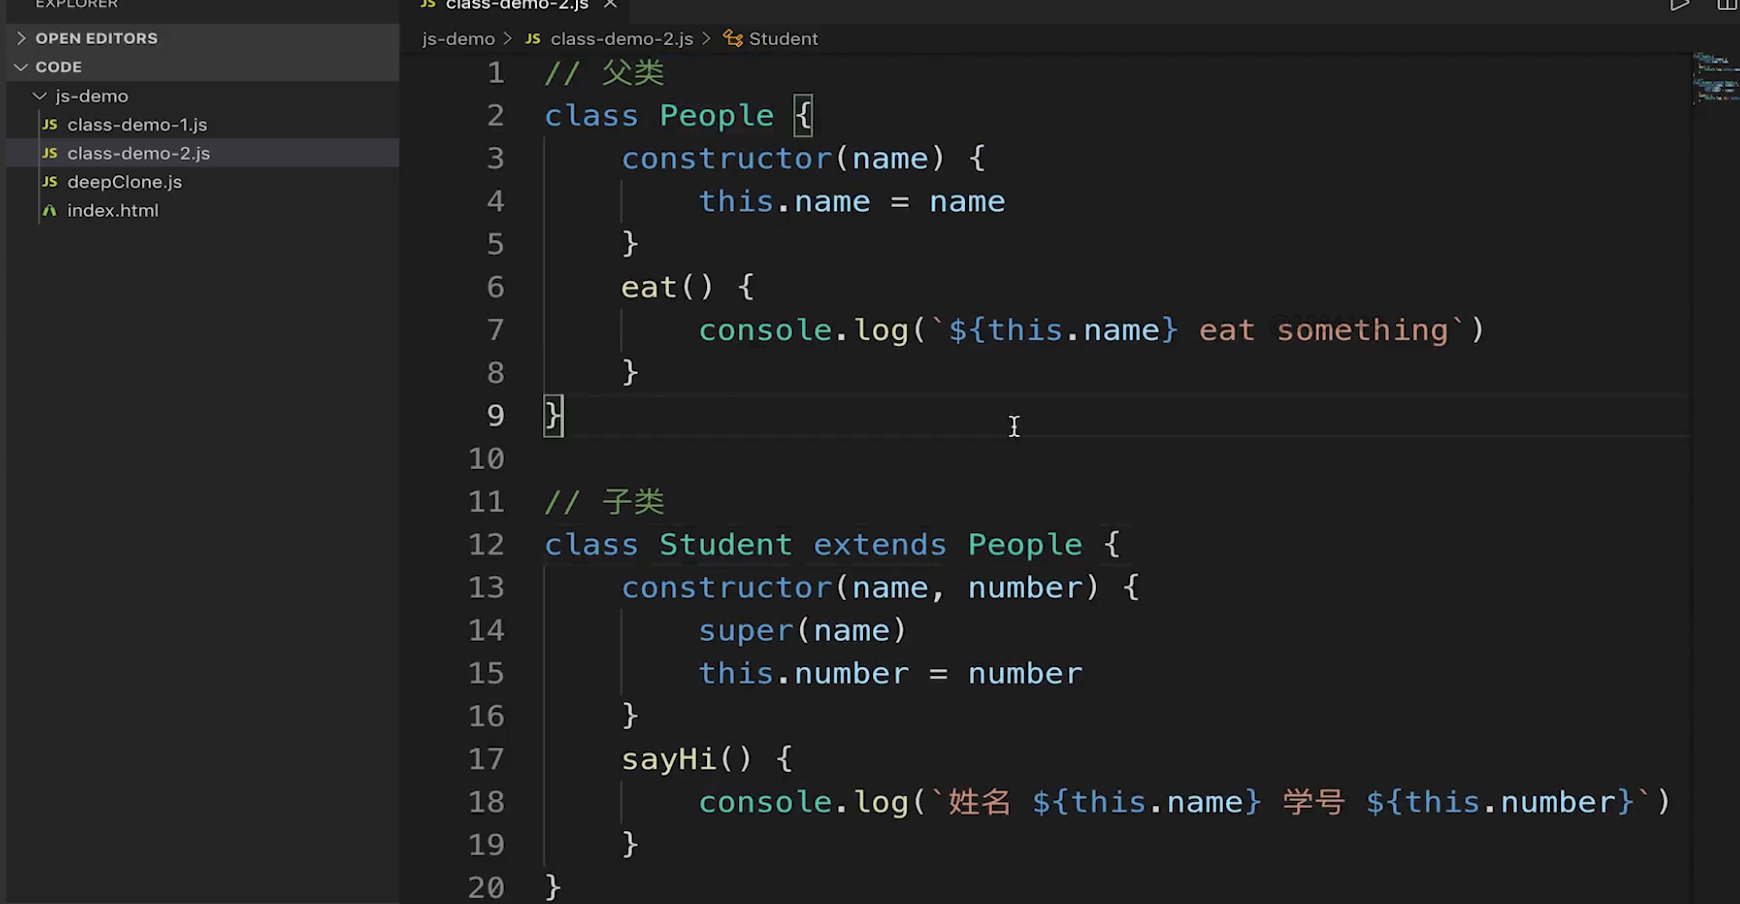 EXPLORER
OPEN EDITORS
CODE
js-demo
JS class-demo-1.js
JS class-demo-2.js
JS deepClone.js
index.html
JS class-demo-2.js ×
js-demo > JS class-demo-2.js > Student
1 // 父类
2 class People {
3 constructor(name) {
4 this.name = name
5 }
6 eat() {
7 console.log(`${this.name} eat something`)
8 }
9 }
10
11 // 子类
12 class Student extends People {
13 constructor(name, number) {
14 super(name)
15 this.number = number
16 }
17 sayHi() {
18 console.log(`姓名 ${this.name} 学号 ${this.number}`)
19 }
20 }